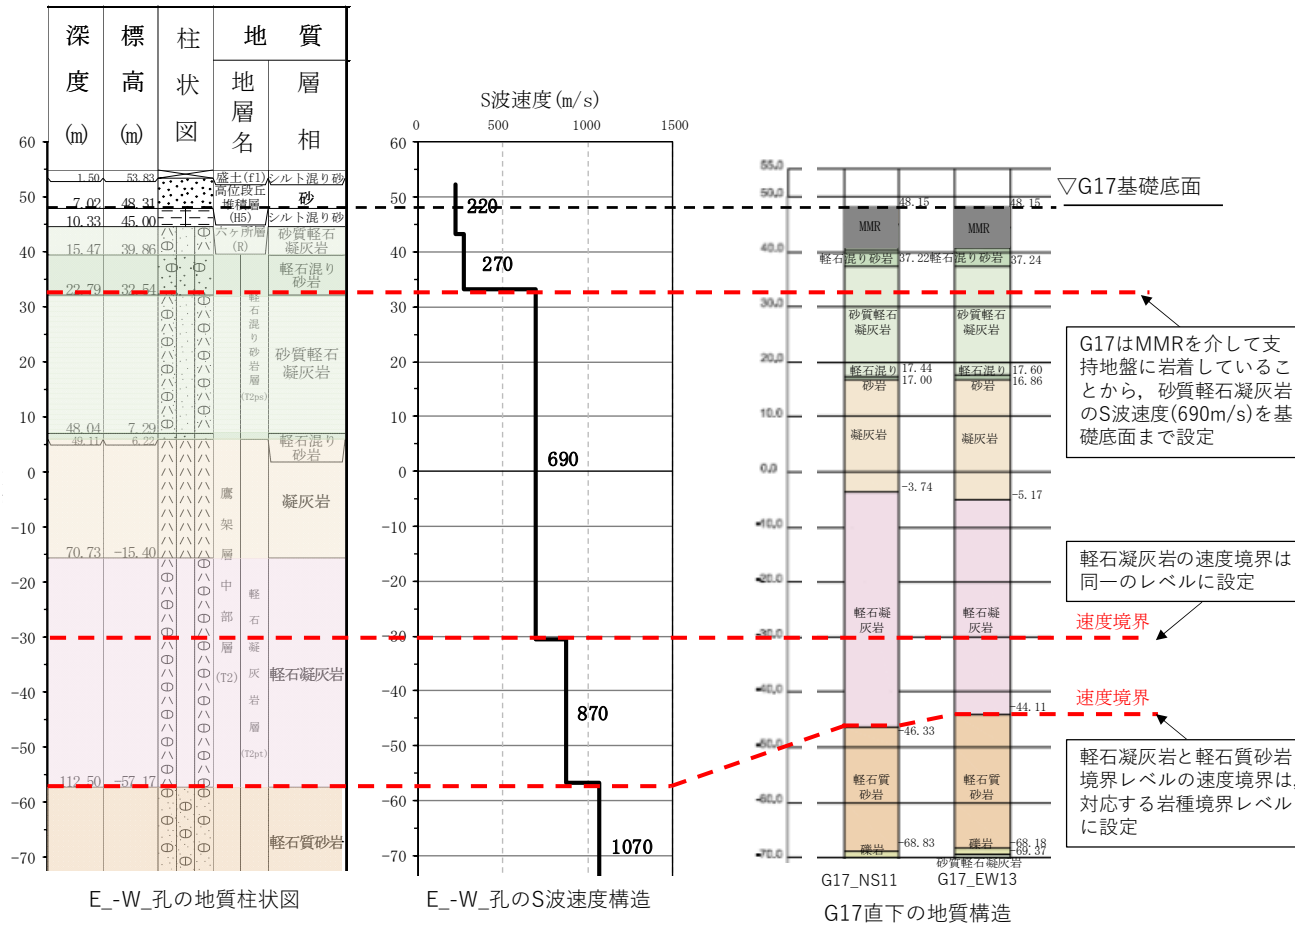 深度(m)
標高(m)
柱状図
地質
地層名
層相
60
50
40
30
20
10
0
-10
-20
-30
-40
-50
-60
-70
1.50 53.83 盛土(fl) シルト混り砂
7.02 48.31 高位段丘堆積層(H5) 砂
10.33 45.00 シルト混り砂
15.47 39.86 六ヶ所層(R) 砂質軽石凝灰岩
22.79 32.54 軽石混り砂岩
48.04 7.29 砂質軽石凝灰岩
49.11 6.22 軽石混り砂岩
70.73 -15.40 凝灰岩
112.50 -57.17 軽石凝灰岩
軽石質砂岩
鷹架層中部層(T2)
軽石混り砂岩層(T2ps)
軽石凝灰岩層(T2pt)
E_-W_孔の地質柱状図
S波速度(m/s)
0 500 1000 1500
60
50
40
30
20
10
0
-10
-20
-30
-40
-50
-60
-70
220
270
690
870
1070
E_-W_孔のS波速度構造
55.0
50.0
40.0
30.0
20.0
10.0
0.0
-10.0
-20.0
-30.0
-40.0
-50.0
-60.0
-70.0
48.15 48.15
MMR MMR
軽石混り砂岩 37.22 軽石混り砂岩 37.24
砂質軽石凝灰岩 砂質軽石凝灰岩
軽石混り砂岩 17.44 軽石混り砂岩 17.60
17.00 16.86
凝灰岩 凝灰岩
-3.74 -5.17
軽石凝灰岩 軽石凝灰岩
-46.33 -44.11
軽石質砂岩 軽石質砂岩
礫岩 -68.83 礫岩 -68.18
-69.37
砂質軽石凝灰岩
G17_NS11 G17_EW13
G17直下の地質構造
▽G17基礎底面
G17はMMRを介して支
持地盤に岩着しているこ
とから，砂質軽石凝灰岩
のS波速度(690m/s)を基
礎底面まで設定
軽石凝灰岩の速度境界は
同一のレベルに設定
速度境界
速度境界
軽石凝灰岩と軽石質砂岩
境界レベルの速度境界は，
対応する岩種境界レベル
に設定